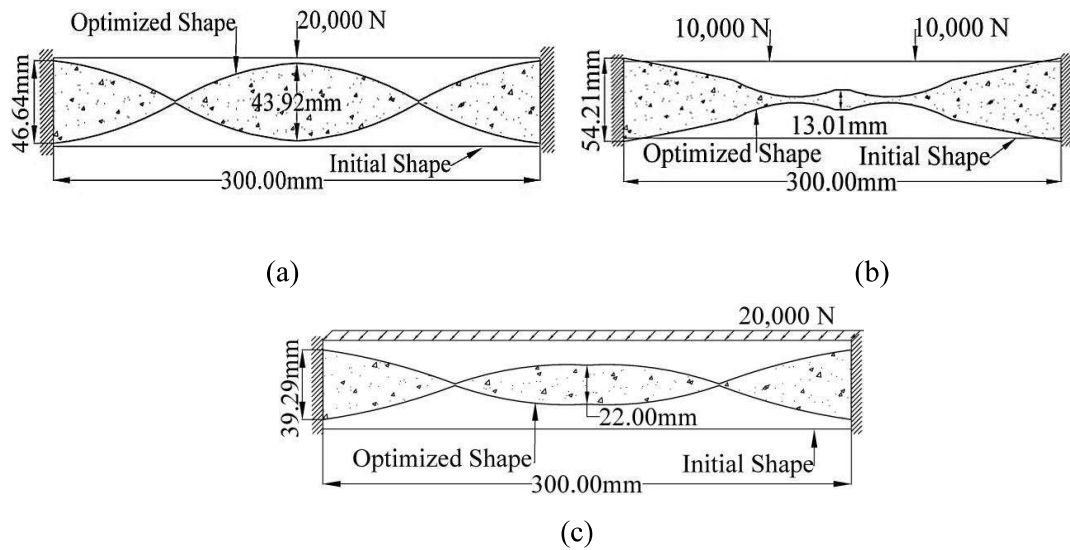 Optimized Shape
20,000 N
46.64mm
43.92mm
Initial Shape
300.00mm
(a)
10,000 N
10,000 N
54.21mm
13.01mm
Optimized Shape
Initial Shape
300.00mm
(b)
20,000 N
39.29mm
22.00mm
Optimized Shape
Initial Shape
300.00mm
(c)